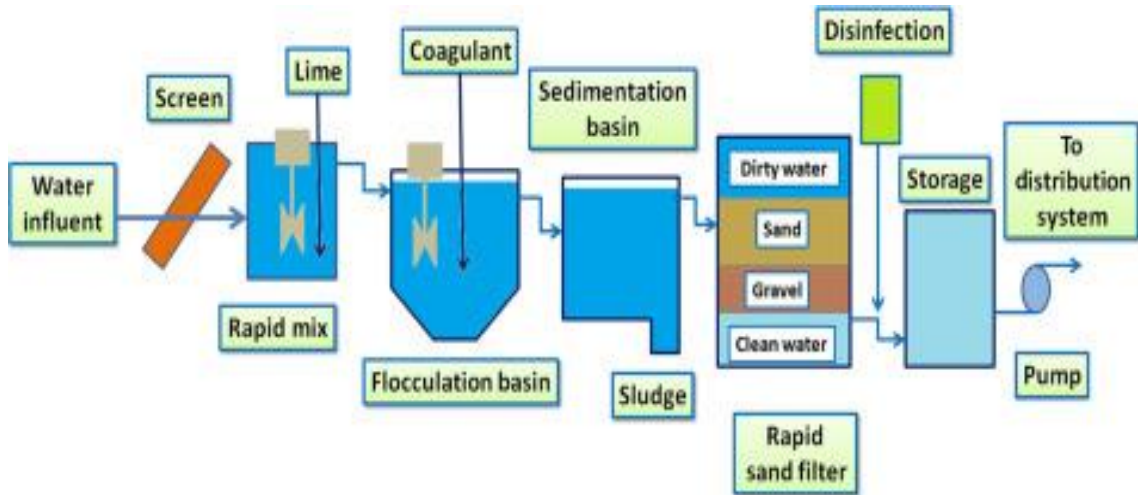 Disinfection
Coagulant
Lime
Sedimentation
basin
Screen
To
distribution
system
Water
influent
Dirty water
Storage
Sand
Gravel
Clean water
Rapid mix
Flocculation basin
Sludge
Pump
Rapid
sand filter